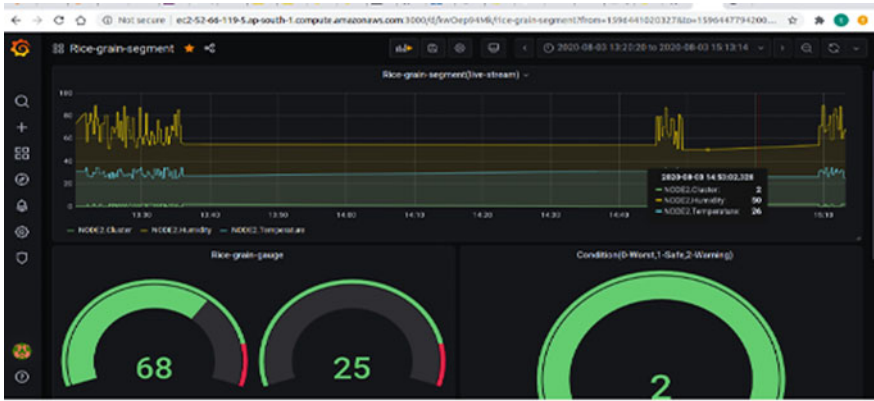 Not secure | ec2-52-66-119-5.ap-south-1.compute.amazonaws.com:3000/d/
Rice-grain-segment
2020-08-03 13:20:20 to 2020-08-03 15:13:14
Rice-grain-segment(live-stream)
100
80
60
40
20
0
13:30 13:40 13:50 14:00 14:10 14:20 14:30 14:40 15:10
2020-08-03 14:53:02,328
NODE2.Cluster: 2
NODE2.Humidity: 50
NODE2.Temperature: 26
NODE2.Cluster NODE2.Humidity NODE2.Temperature
Rice-grain-gauge
Condition(0-Worst,1-Safe,2-Warning)
68
25
2